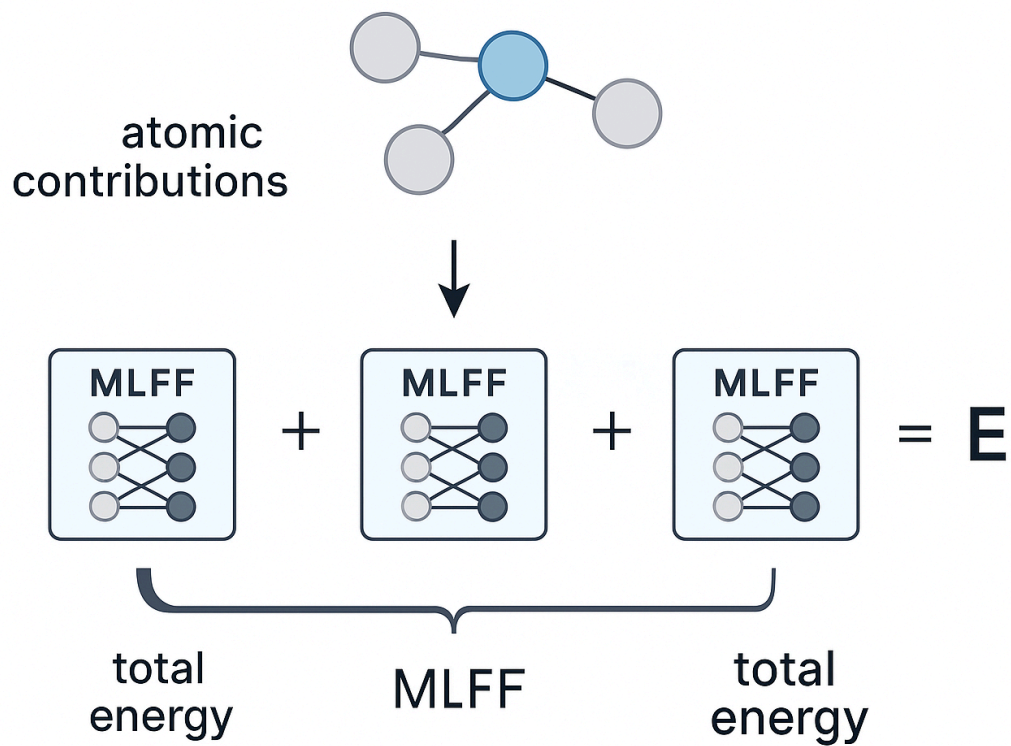 atomic
contributions
MLFF + MLFF + MLFF = E
total
energy
MLFF
total
energy